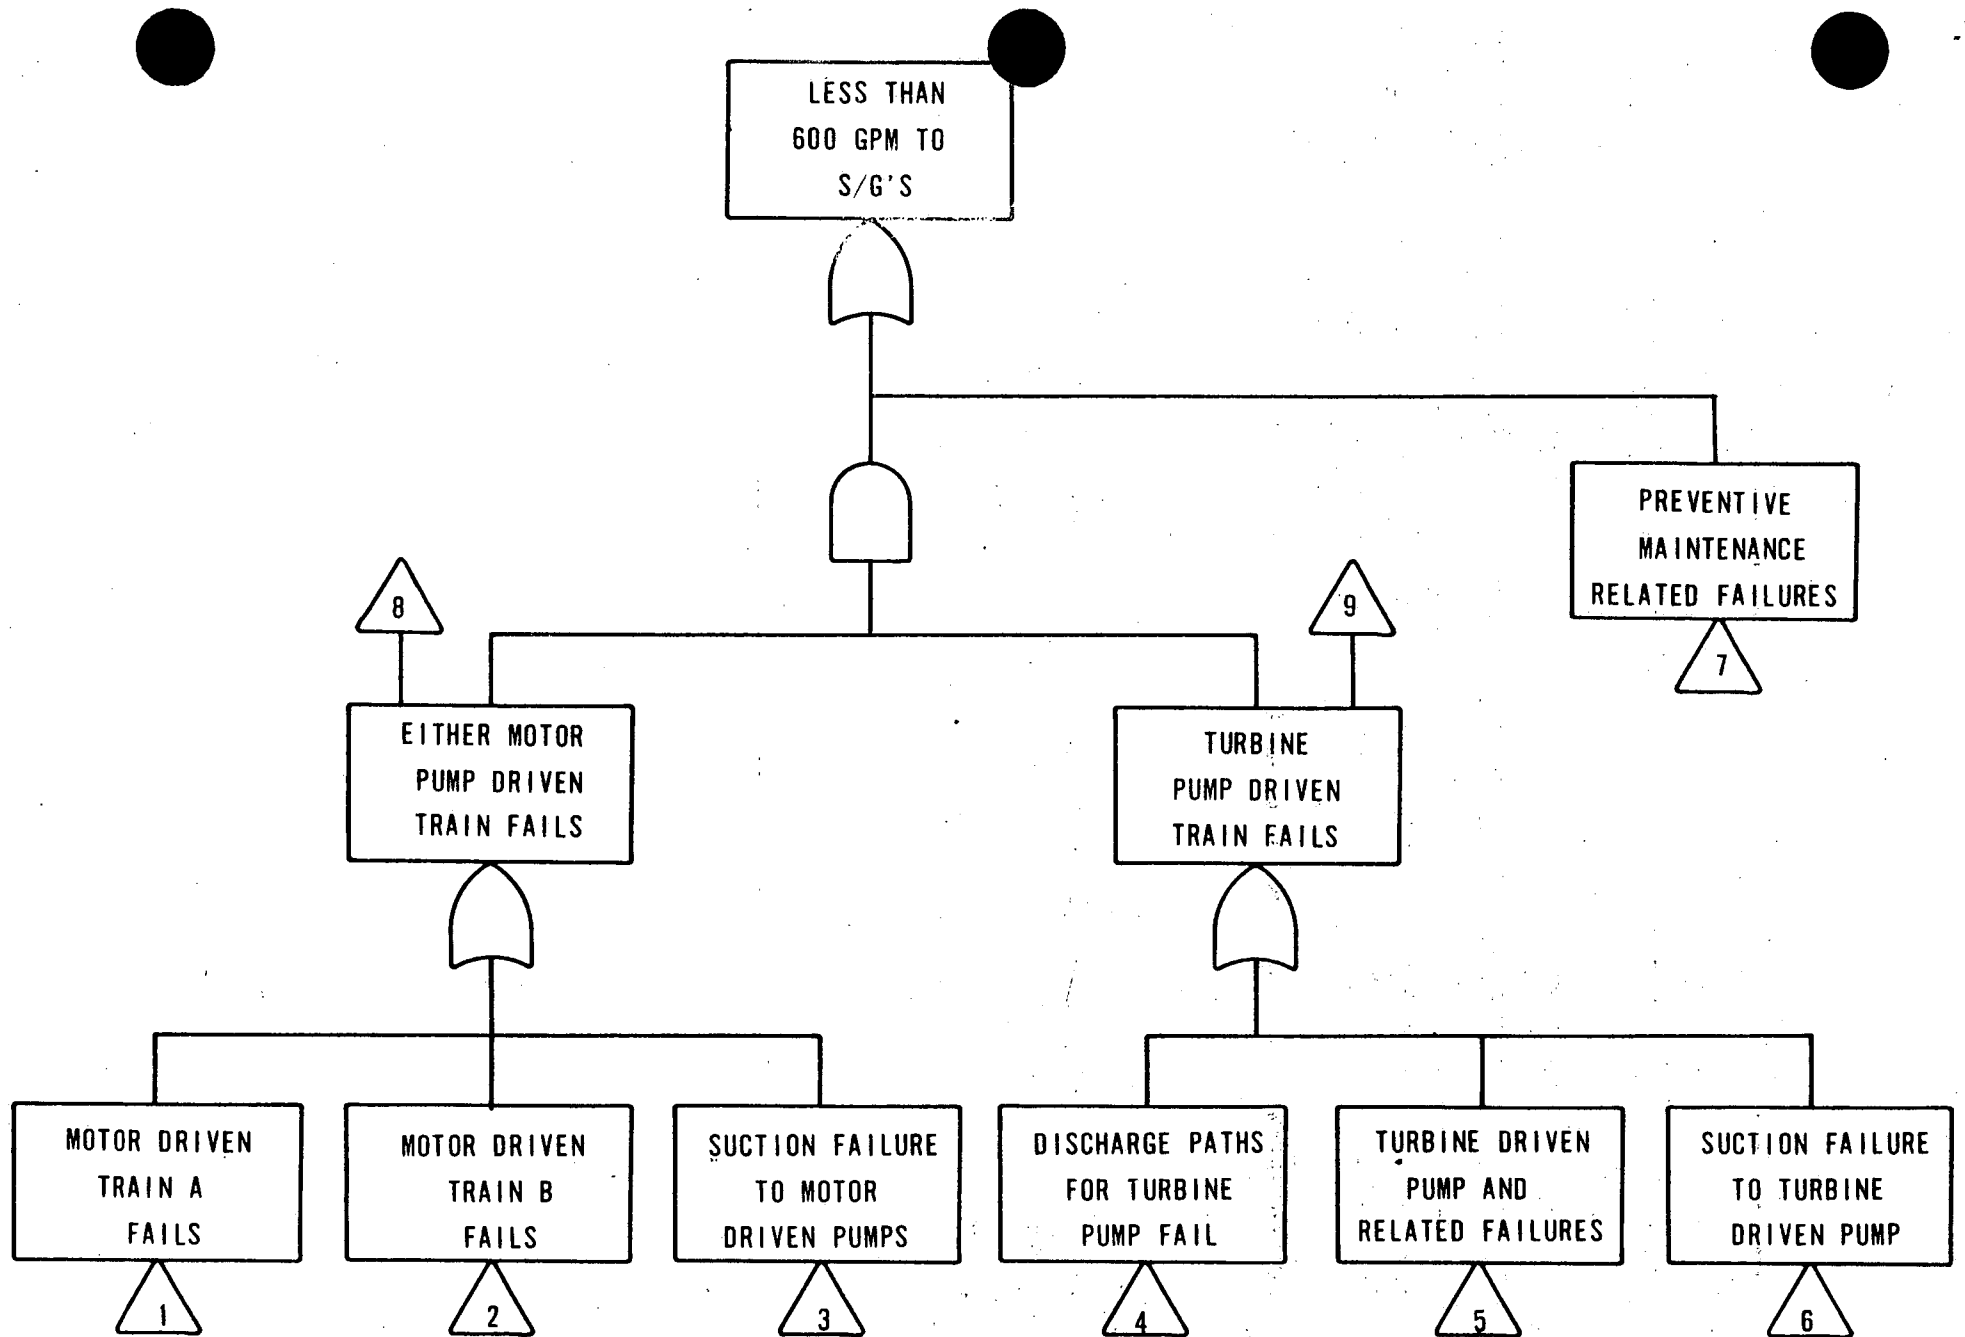 LESS THAN
600 GPM TO
S/G'S
PREVENTIVE
MAINTENANCE
RELATED FAILURES
7
8
9
EITHER MOTOR
PUMP DRIVEN
TRAIN FAILS
TURBINE
PUMP DRIVEN
TRAIN FAILS
MOTOR DRIVEN
TRAIN A
FAILS
1
MOTOR DRIVEN
TRAIN B
FAILS
2
SUCTION FAILURE
TO MOTOR
DRIVEN PUMPS
3
DISCHARGE PATHS
FOR TURBINE
PUMP FAIL
4
TURBINE DRIVEN
PUMP AND
RELATED FAILURES
5
SUCTION FAILURE
TO TURBINE
DRIVEN PUMP
6